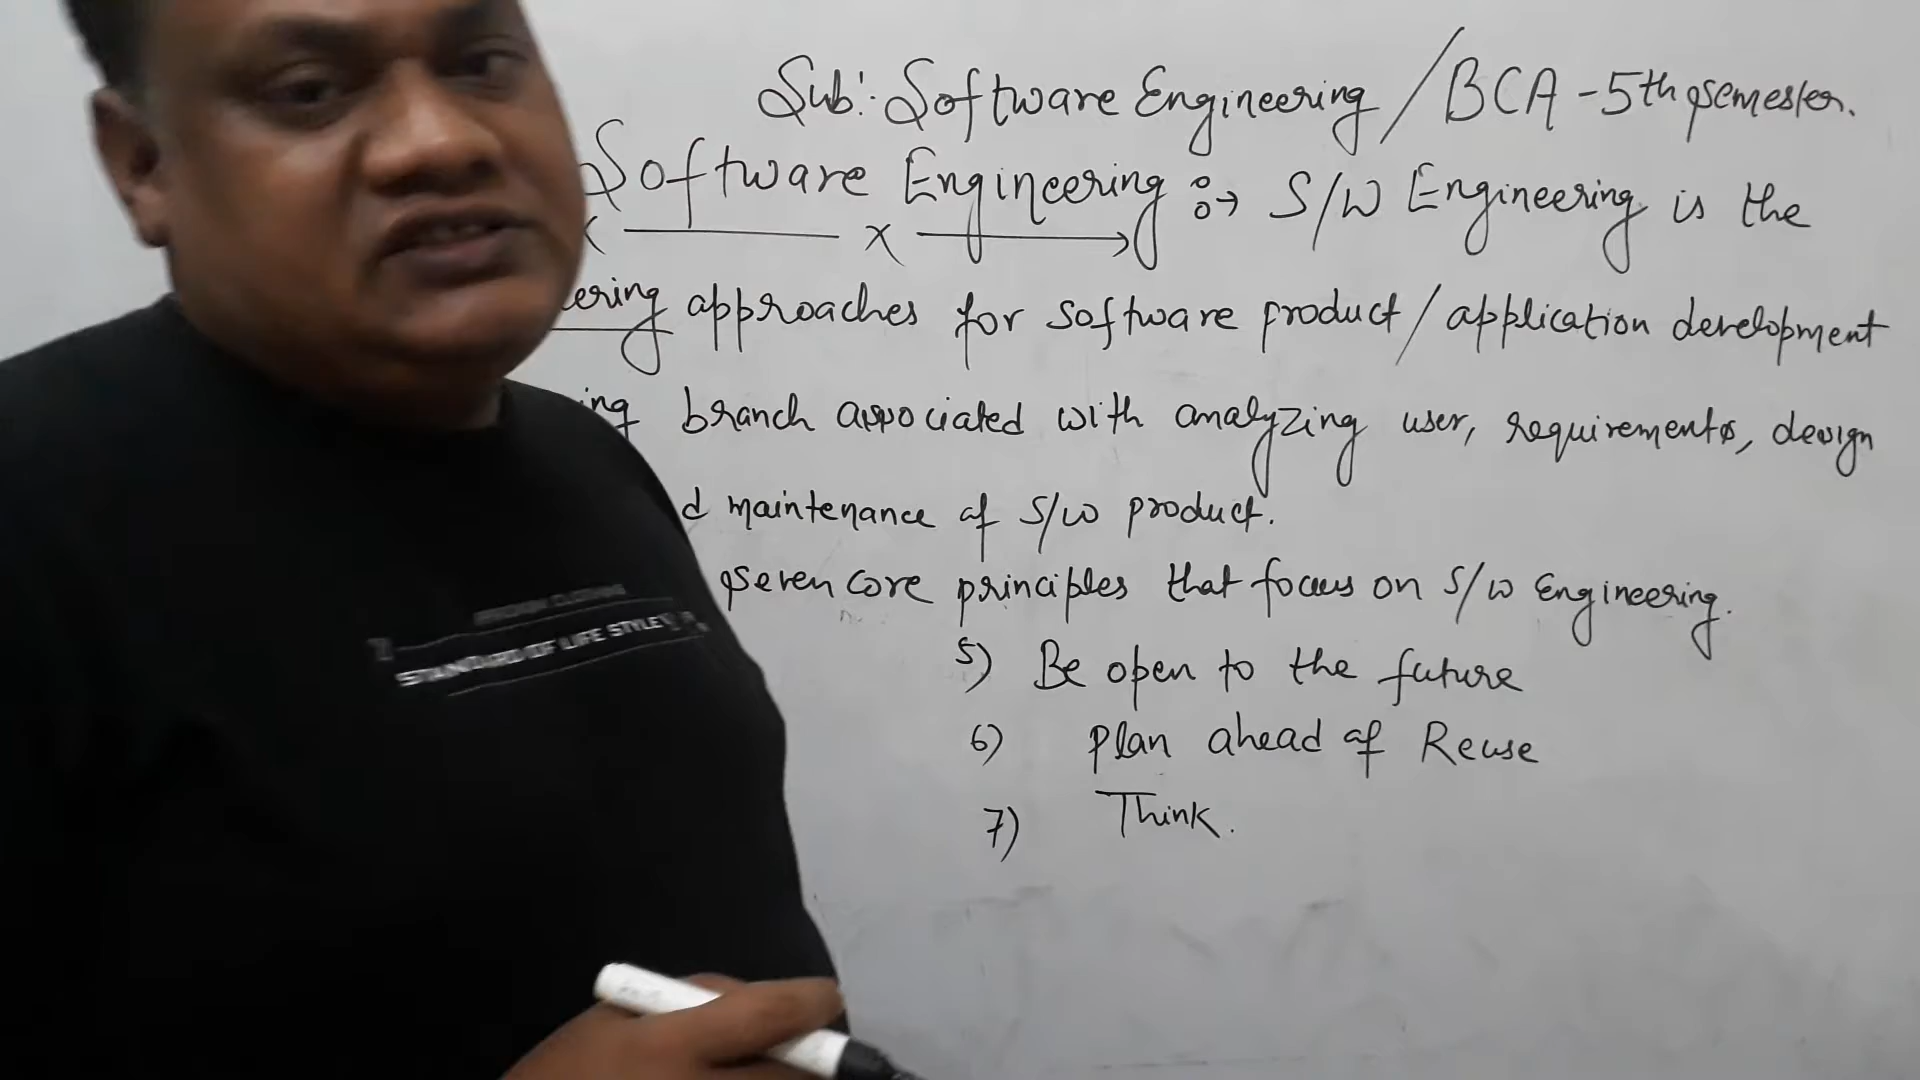 Sub:- Software Engineering / BCA - 5th semester.
Software Engineering :→ S/W Engineering is the
ering approaches for software product / application development
ing branch associated with analyzing user, requirements, design
d maintenance of S/W product.
seven core principles that focus on S/W Engineering.
5) Be open to the future
6) Plan ahead of Reuse
7) Think.
STANDARD OF LIFE STYLE